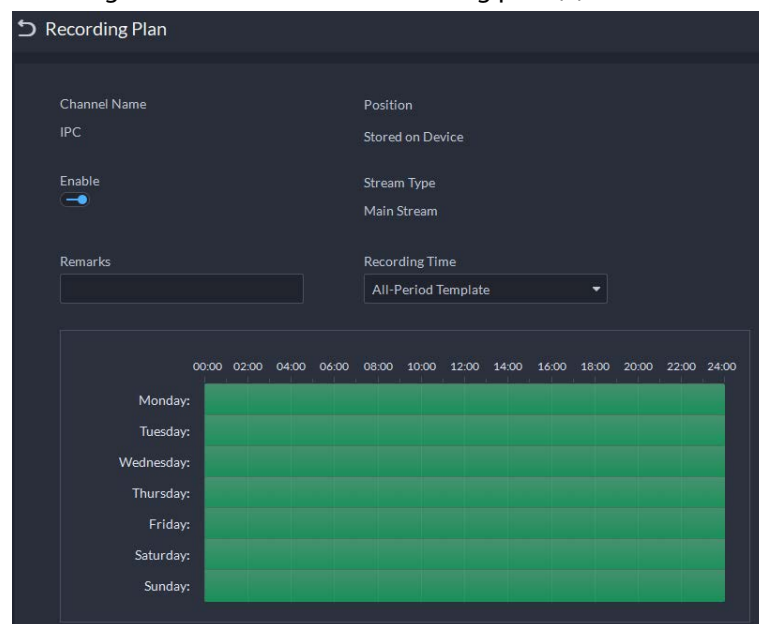 Recording Plan
Channel Name
Position
IPC
Stored on Device
Enable
Stream Type
Main Stream
Remarks
Recording Time
All-Period Template
00:00 02:00 04:00 06:00 08:00 10:00 12:00 14:00 16:00 18:00 20:00 22:00 24:00
Monday:
Tuesday:
Wednesday:
Thursday:
Friday:
Saturday:
Sunday: